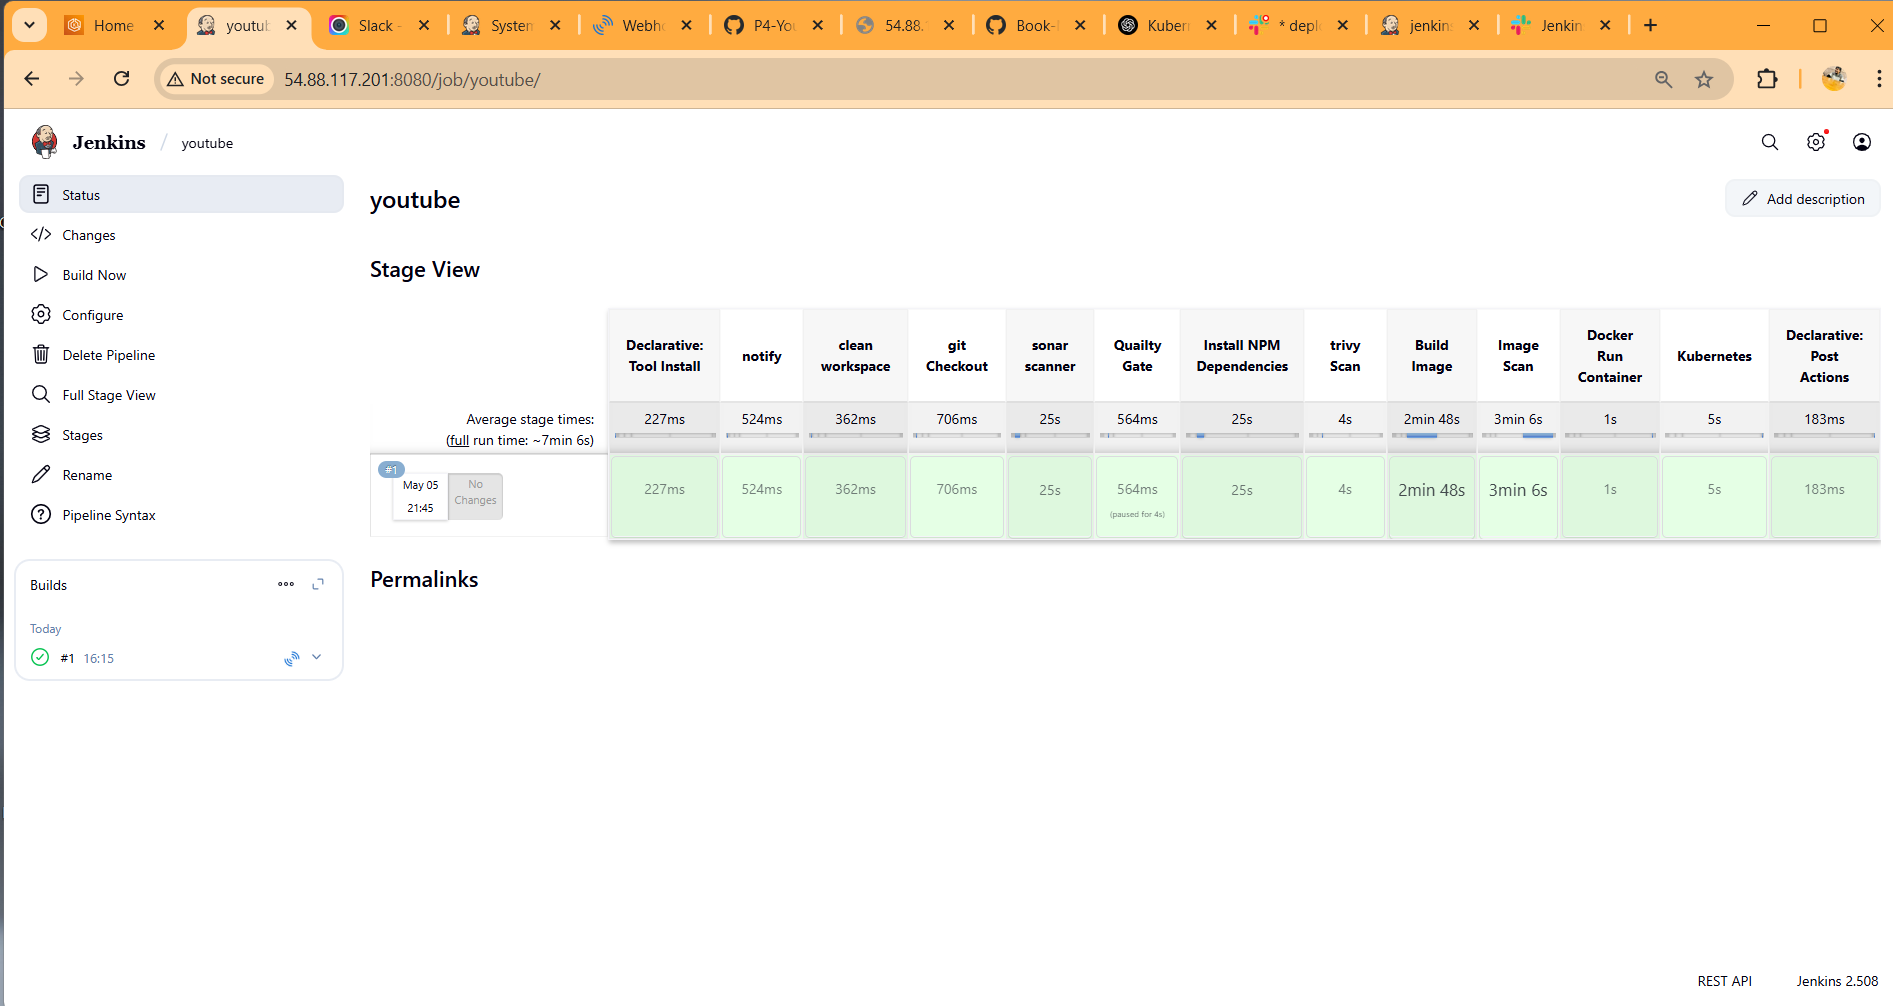 Home
youtub
Slack -
System
Webho
P4-You
54.88.
Book-
Kubern
* depl
jenkins
Jenkin
Not secure
54.88.117.201:8080/job/youtube/
Jenkins / youtube
Status
Changes
Build Now
Configure
Delete Pipeline
Full Stage View
Stages
Rename
Pipeline Syntax
Builds
Today
#1 16:15
youtube
Add description
Stage View
Declarative: Tool Install
notify
clean workspace
git Checkout
sonar scanner
Quailty Gate
Install NPM Dependencies
trivy Scan
Build Image
Image Scan
Docker Run Container
Kubernetes
Declarative: Post Actions
Average stage times: 227ms 524ms 362ms 706ms 25s 564ms 25s 4s 2min 48s 3min 6s 1s 5s 183ms
(full run time: ~7min 6s)
#1
May 05
21:45
No Changes
227ms 524ms 362ms 706ms 25s 564ms 25s 4s 2min 48s 3min 6s 1s 5s 183ms
(paused for 4s)
Permalinks
REST API
Jenkins 2.508